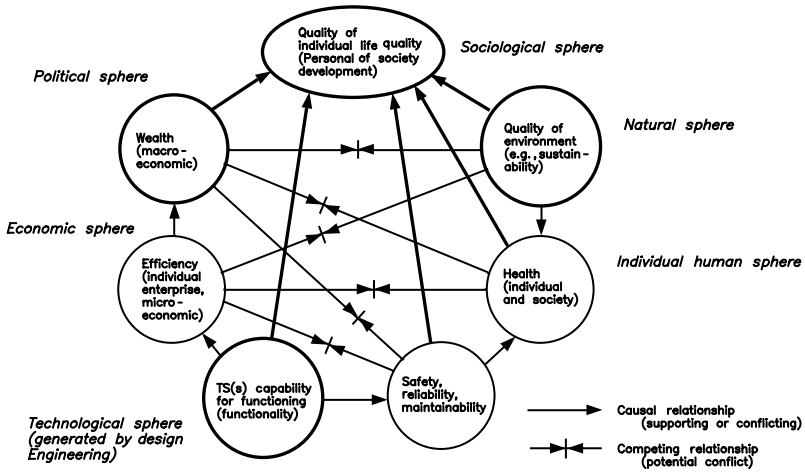 Quality of
individual life quality
(Personal of society
development)
Sociological sphere
Political sphere
Wealth
(macro-
economic)
Quality of
environment
(e.g.,sustain-
ability)
Natural sphere
Economic sphere
Efficiency
(individual
enterprise,
micro-
economic)
Health
(individual
and society)
Individual human sphere
TS(s) capability
for functioning
(functionality)
Safety,
reliability,
maintainability
Technological sphere
(generated by design
Engineering)
Causal relationship
(supporting or conflicting)
Competing relationship
(potential conflict)